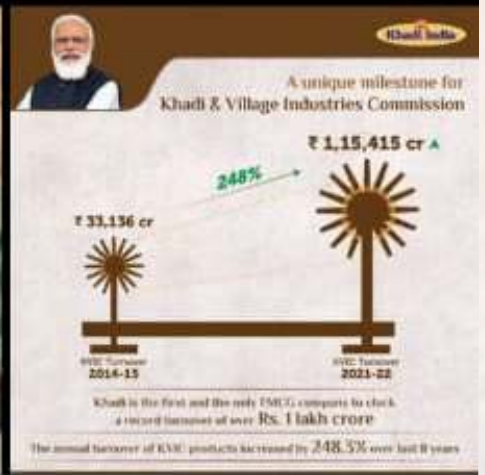 Khadi India
A unique milestone for
Khadi & Village Industries Commission
₹ 1,15,415 cr
248%
₹ 33,136 cr
KVIC Turnover
2014-15
KVIC Turnover
2021-22
Khadi is the first and the only FMCG company to clock
a record turnover of over Rs. 1 lakh crore
The annual turnover of KVIC products increased by 248.3% over last 8 years